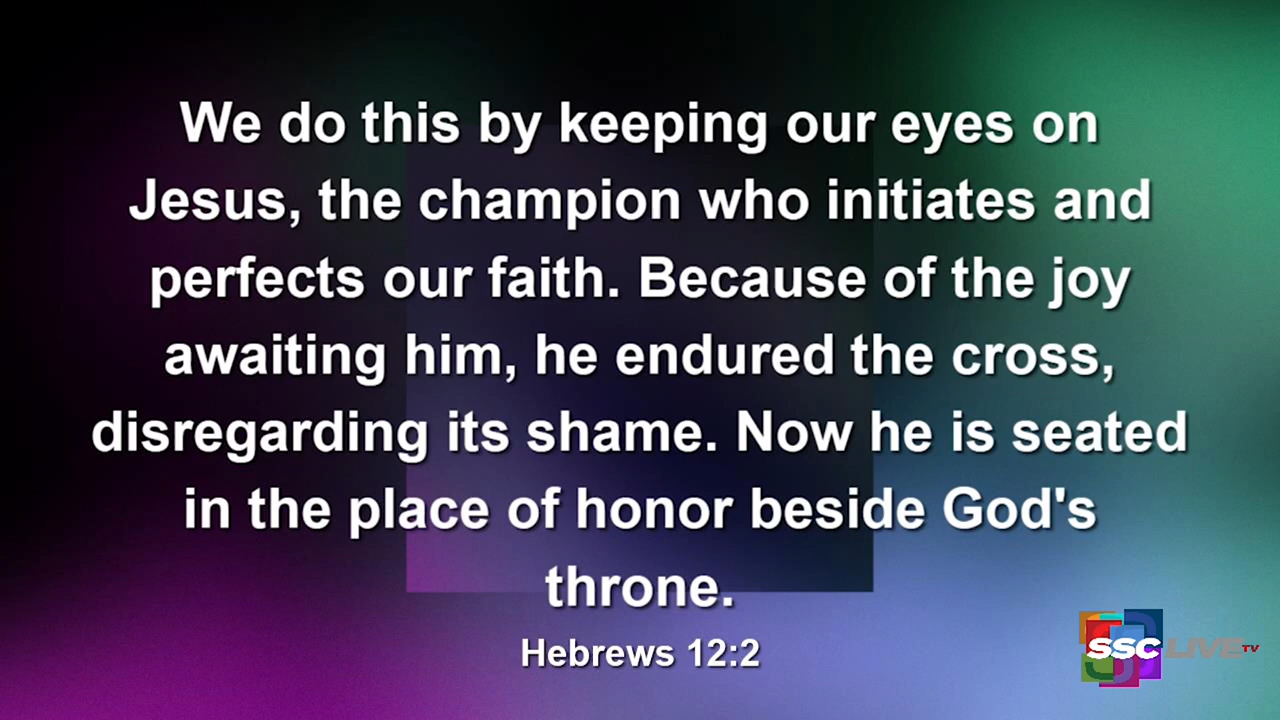 We do this by keeping our eyes on
Jesus, the champion who initiates and
perfects our faith. Because of the joy
awaiting him, he endured the cross,
disregarding its shame. Now he is seated
in the place of honor beside God's
throne.
Hebrews 12:2
SSC LIVE TV